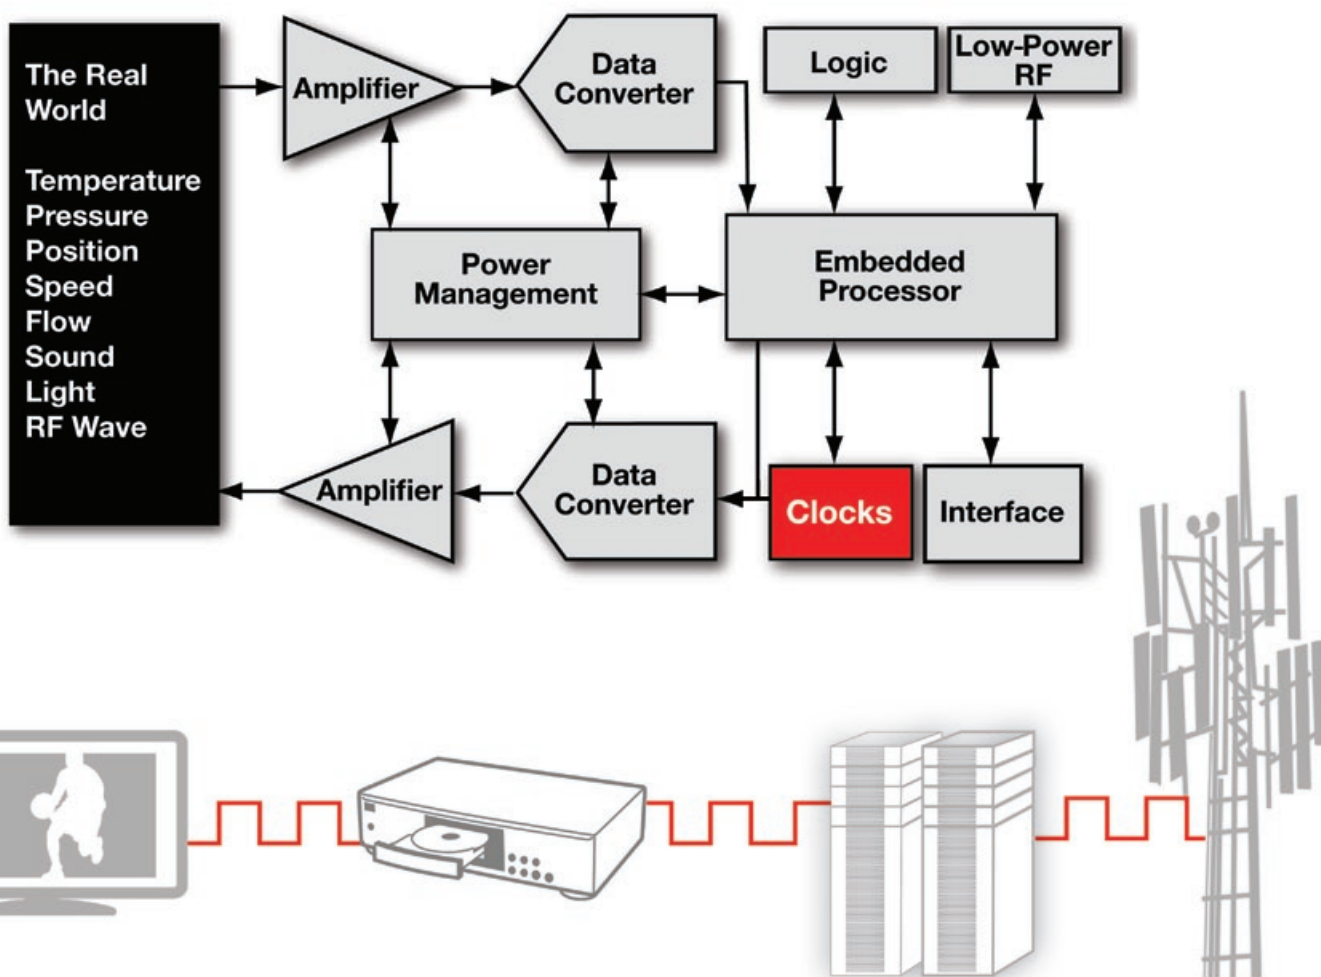 The Real
World
Temperature
Pressure
Position
Speed
Flow
Sound
Light
RF Wave
Amplifier
Data
Converter
Logic
Low-Power
RF
Power
Management
Embedded
Processor
Amplifier
Data
Converter
Clocks
Interface